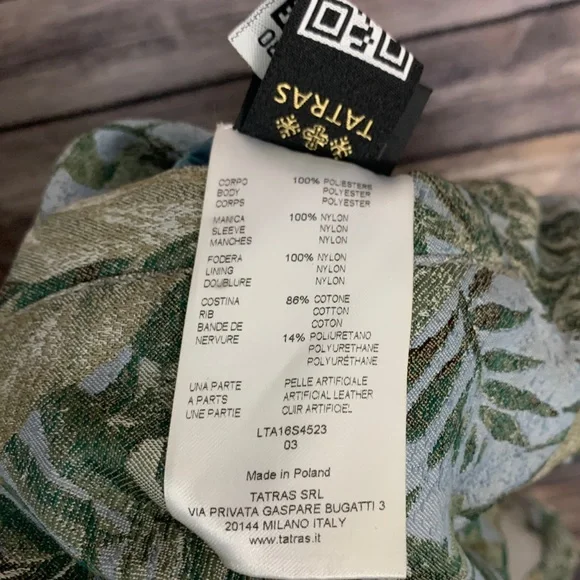 TATRAS
CORPO 100% POLIESTERE
BODY POLYESTER
CORPS POLYESTER
MANICA 100% NYLON
SLEEVE NYLON
MANCHES NYLON
FODERA 100% NYLON
LINING NYLON
DOUBLURE NYLON
COSTINA 86% COTONE
RIB COTTON
BANDE DE COTON
NERVURE 14% POLIURETANO
POLYURETHANE
POLYURÉTHANE
UNA PARTE PELLE ARTIFICIALE
A PARTS ARTIFICIAL LEATHER
UNE PARTIE CUIR ARTIFICIEL
LTA16S4523
03
Made in Poland
TATRAS SRL
VIA PRIVATA GASPARE BUGATTI 3
20144 MILANO ITALY
www.tatras.it